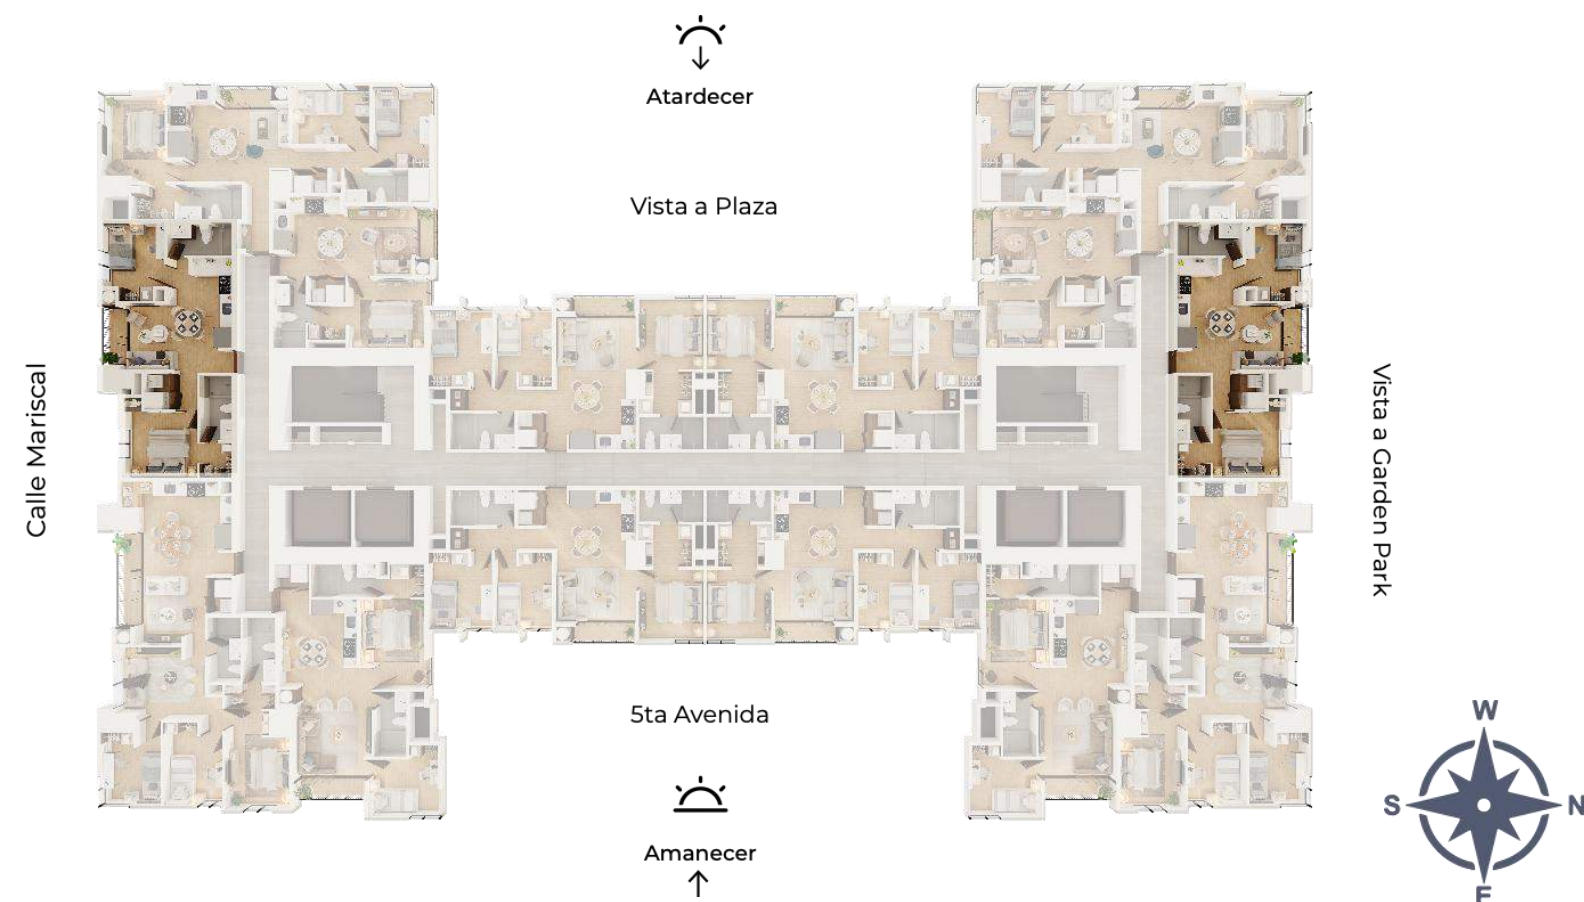 Atardecer
Vista a Plaza
Calle Mariscal
Vista a Garden Park
5ta Avenida
Amanecer
W
S
N
E